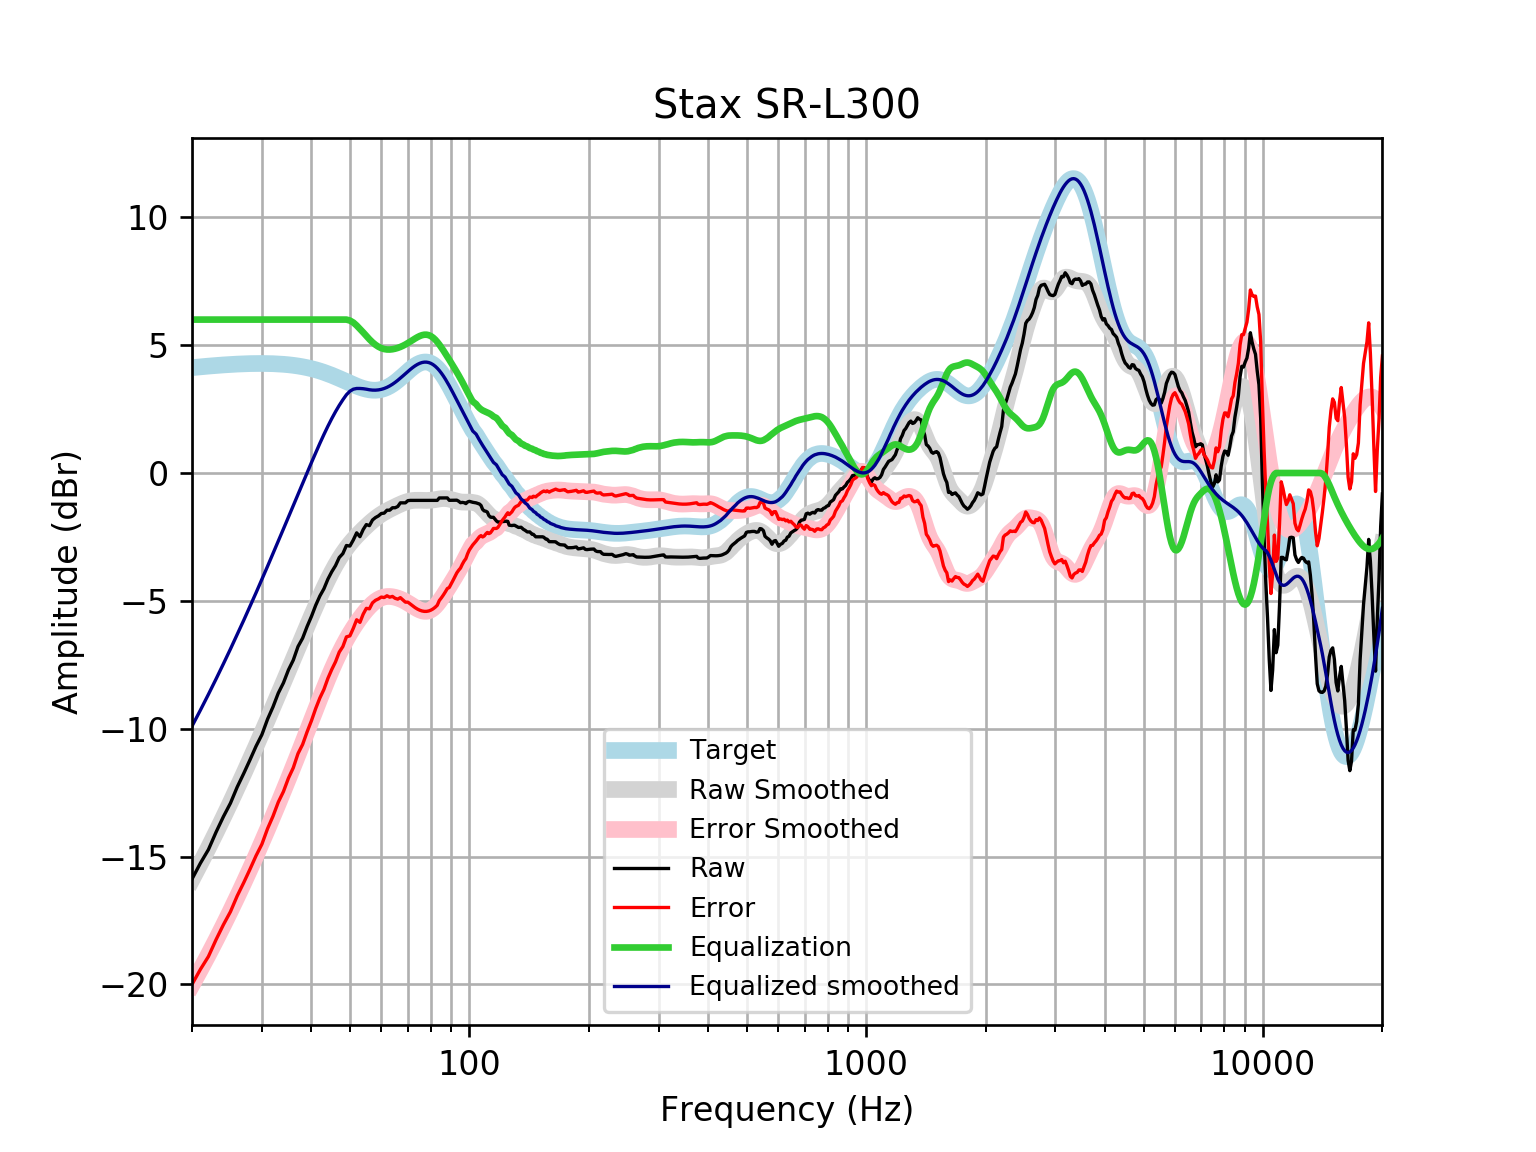 Stax SR-L300
Amplitude (dBr)
10
5
0
−5
−10
−15
−20
Target
Raw Smoothed
Error Smoothed
Raw
Error
Equalization
Equalized smoothed
100 1000 10000
Frequency (Hz)